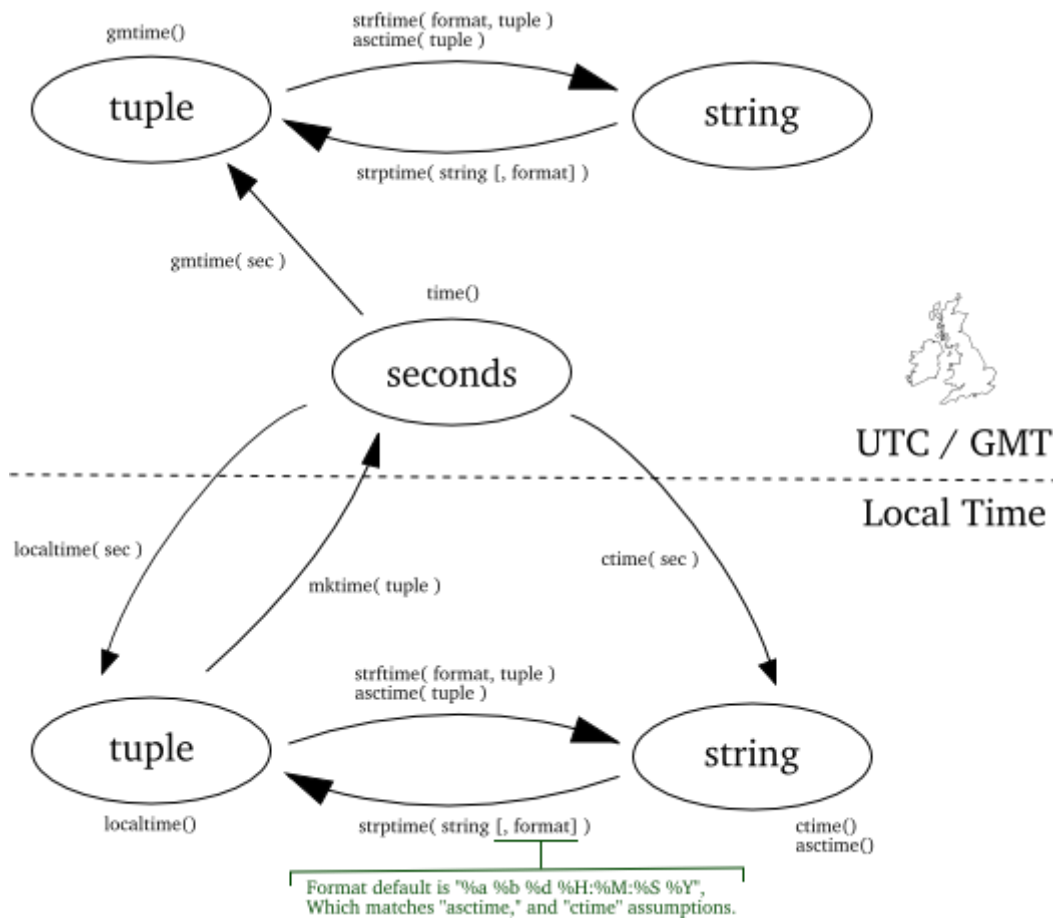 gmtime()
strftime( format, tuple )
asctime( tuple )
tuple
string
strptime( string [, format] )
gmtime( sec )
time()
seconds
UTC / GMT
Local Time
localtime( sec )
ctime( sec )
mktime( tuple )
strftime( format, tuple )
asctime( tuple )
tuple
string
localtime()
strptime( string [, format] )
ctime()
asctime()
Format default is "%a %b %d %H:%M:%S %Y",
Which matches "asctime," and "ctime" assumptions.